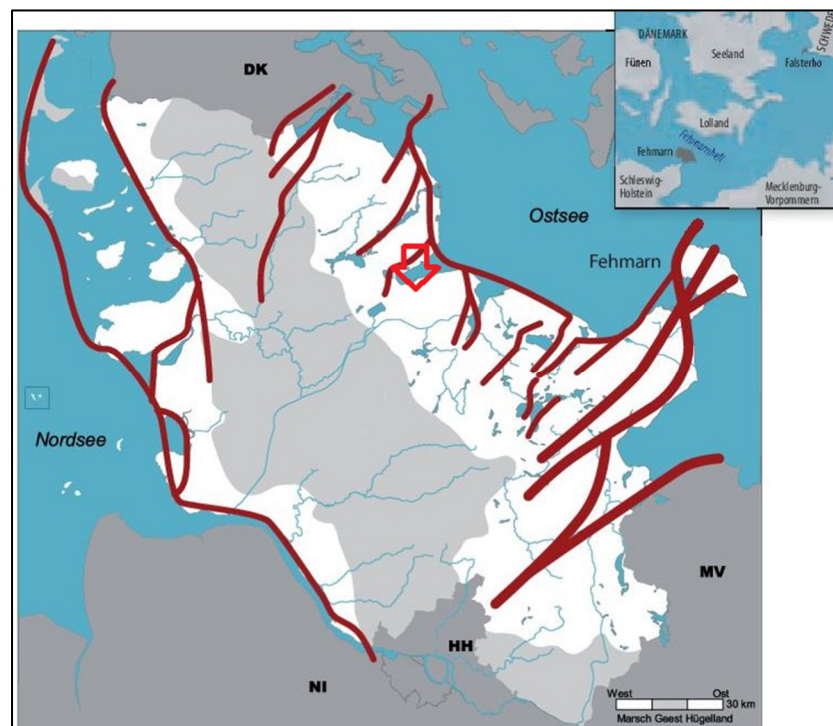 DK
Ostsee
Fehmarn
Nordsee
MV
HH
NI
West Ost
30 km
Marsch Geest Hügelland
DÄNEMARK
SCHWEDE
Fünen
Seeland
Falsterbo
Lolland
Fehmarnbelt
Fehmarn
Schleswig-
Holstein
Mecklenburg-
Vorpommern